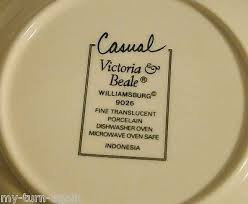 Casual
Victoria &
Beale®
WILLIAMSBURG©
9026
FINE TRANSLUCENT
PORCELAIN
DISHWASHER OVEN
MICROWAVE OVEN SAFE
INDONESIA